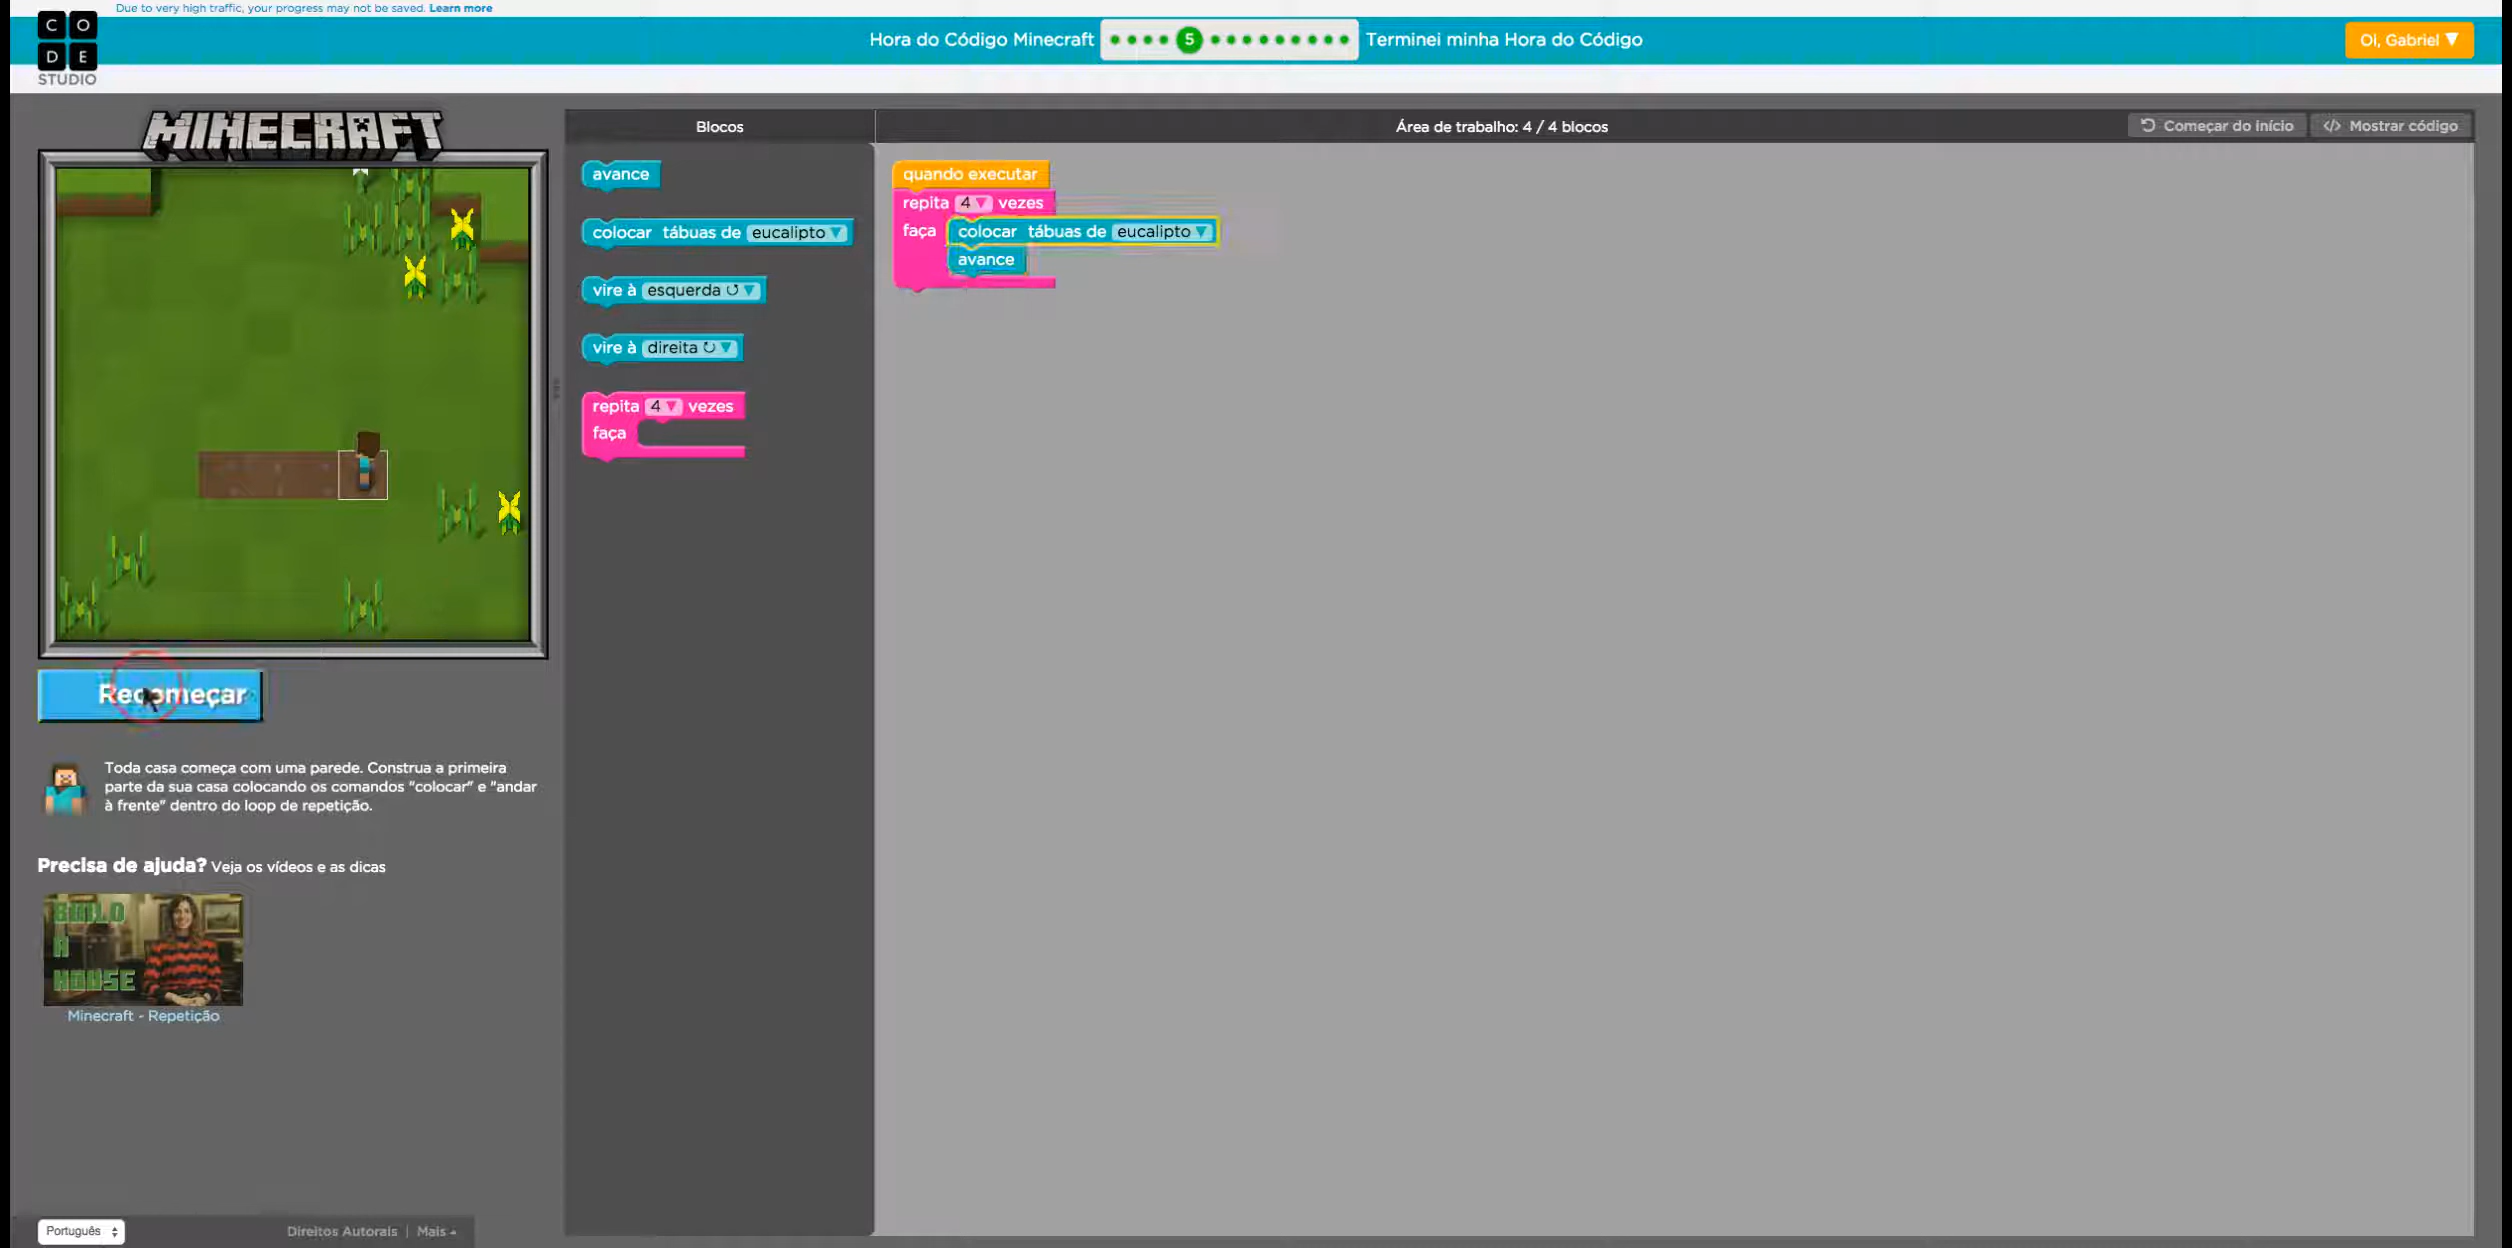 Due to very high traffic, your progress may not be saved. Learn more
CO
DE
STUDIO
Hora do Código Minecraft
5
Terminei minha Hora do Código
Oi, Gabriel ▼
MINECRAFT
Blocos
Área de trabalho: 4 / 4 blocos
Começar do início
</> Mostrar código
avance
colocar tábuas de eucalipto ▼
vire à esquerda ↺ ▼
vire à direita ↻ ▼
repita 4 ▼ vezes
faça
quando executar
repita 4 ▼ vezes
faça colocar tábuas de eucalipto ▼
avance
Recomeçar
Toda casa começa com uma parede. Construa a primeira
parte da sua casa colocando os comandos "colocar" e "andar
à frente" dentro do loop de repetição.
Precisa de ajuda? Veja os vídeos e as dicas
BUILD
A
HOUSE
Minecraft - Repetição
Português
Direitos Autorais | Mais